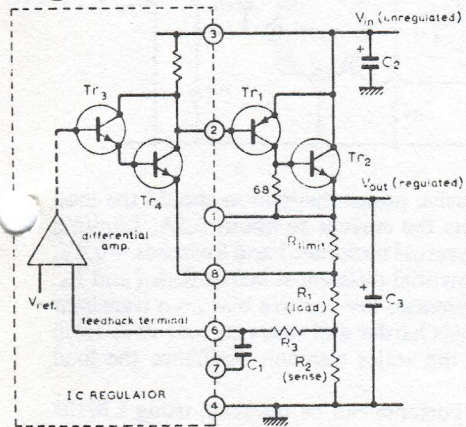 3
V_in (unregulated)
Tr3
Tr1
+
C2
2
Tr2
Tr4
68
V_out (regulated)
1
R_limit
differential
amp.
8
+
R1
(load)
C3
Vref.
feedback terminal
6
R3
R2
(sense)
7
C1
IC REGULATOR
4